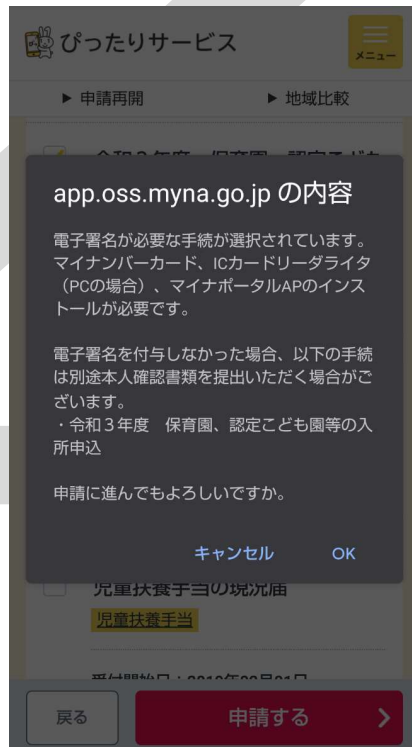 ぴったりサービス
メニュー
▶ 申請再開
▶ 地域比較
app.oss.myna.go.jp の内容
電子署名が必要な手続が選択されています。
マイナンバーカード、ICカードリーダライタ
（PCの場合）、マイナポータルAPのインス
トールが必要です。
電子署名を付与しなかった場合、以下の手続
は別途本人確認書類を提出いただく場合がご
ざいます。
・令和３年度　保育園、認定こども園等の入
所申込
申請に進んでもよろしいですか。
キャンセル
OK
児童扶養手当の現況届
児童扶養手当
戻る
申請する